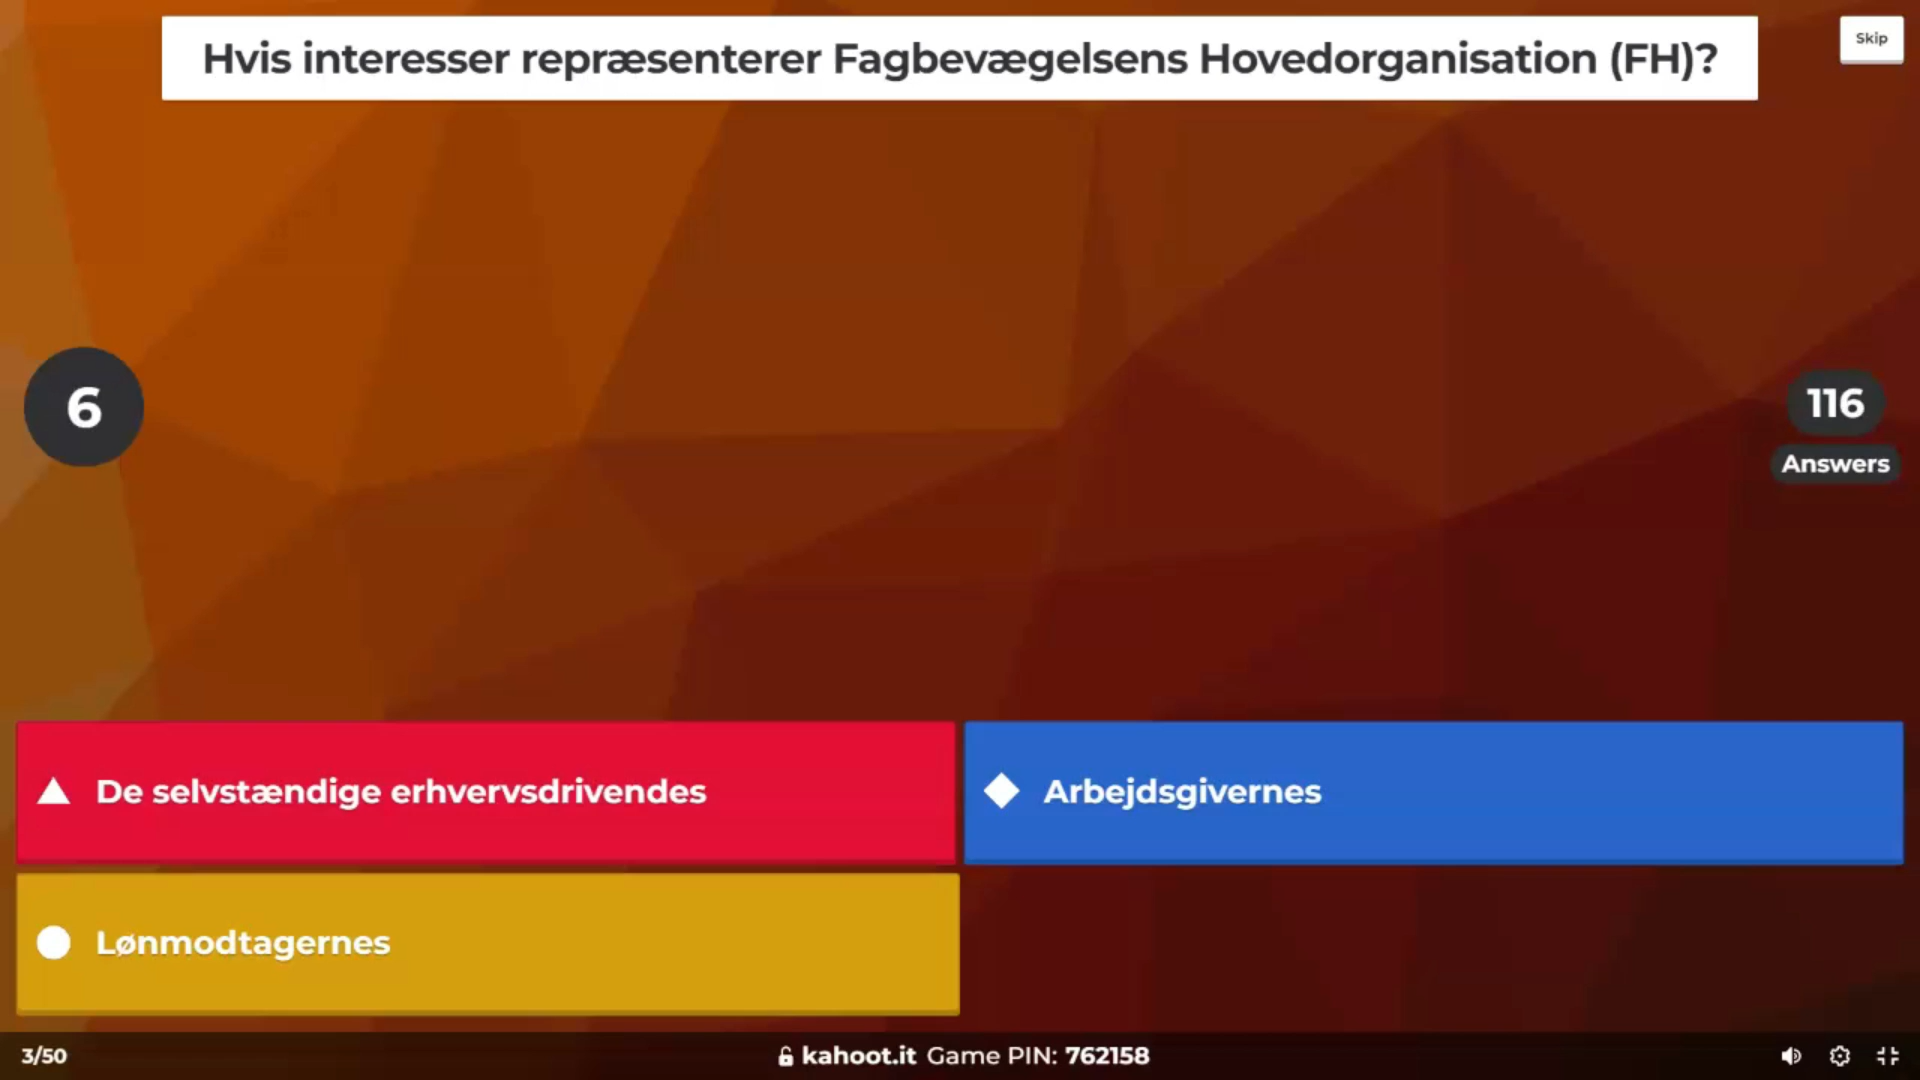 Hvis interesser repræsenterer Fagbevægelsens Hovedorganisation (FH)?
Skip
6
116
Answers
De selvstændige erhvervsdrivendes
Arbejdsgivernes
Lønmodtagernes
3/50
kahoot.it Game PIN: 762158